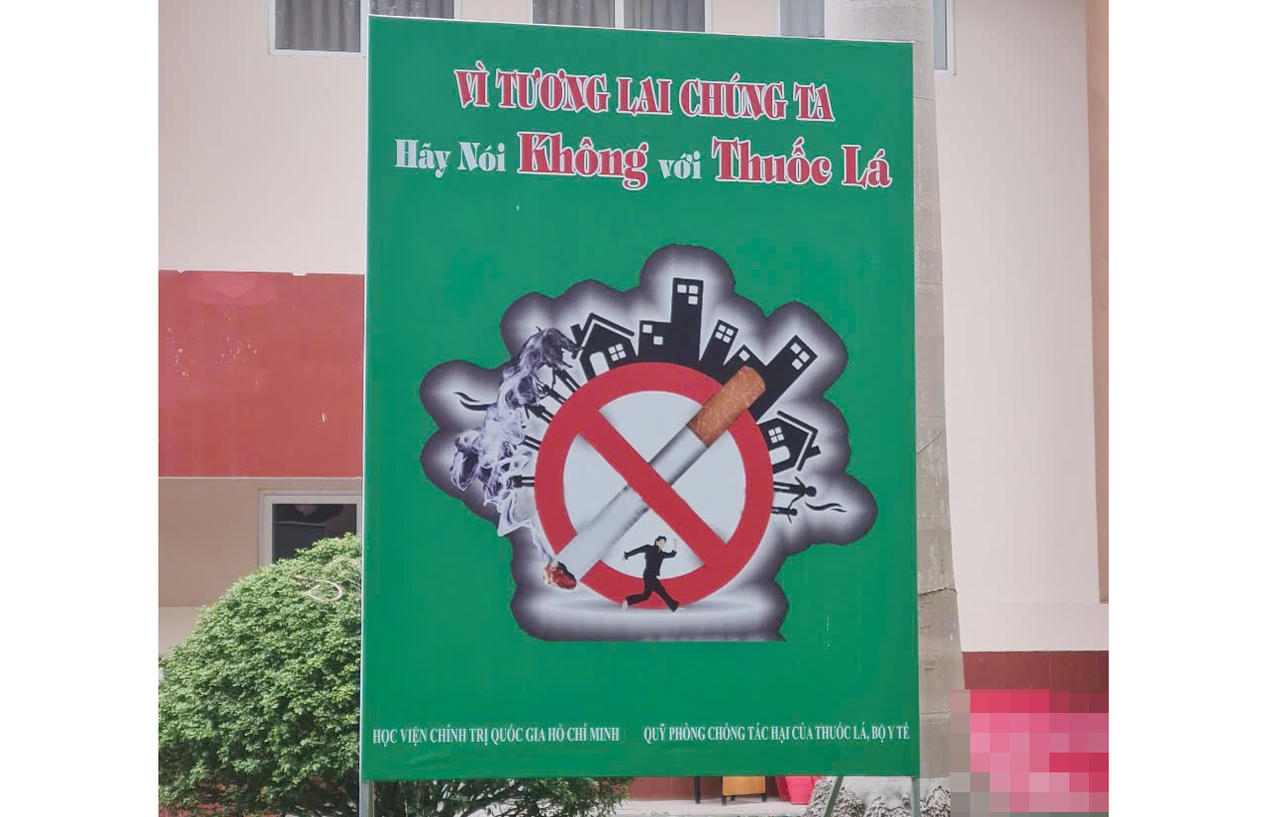 VÌ TƯƠNG LAI CHÚNG TA
Hãy Nói Không với Thuốc Lá
HỌC VIỆN CHÍNH TRỊ QUỐC GIA HỒ CHÍ MINH
QUỸ PHÒNG CHỐNG TÁC HẠI CỦA THUỐC LÁ, BỘ Y TẾ